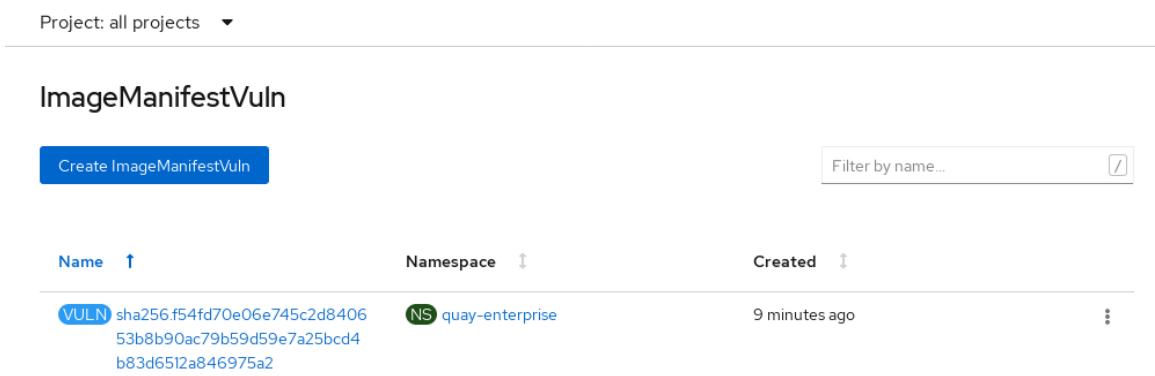 Project: all projects
ImageManifestVuln
Create ImageManifestVuln
Filter by name...
/
Name Namespace Created
VULN sha256.f54fd70e06e745c2d8406 NS quay-enterprise 9 minutes ago
53b8b90ac79b59d59e7a25bcd4
b83d6512a846975a2